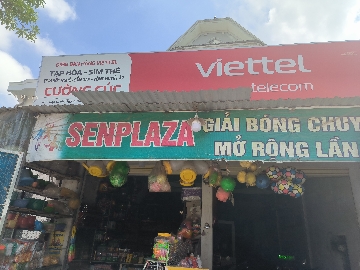 TẠP HÓA - SIM THẺ
CƯỜNG CÚC
viettel
telecom
SENPLAZA
GIẢI BÓNG CHUY
MỞ RỘNG LẦN